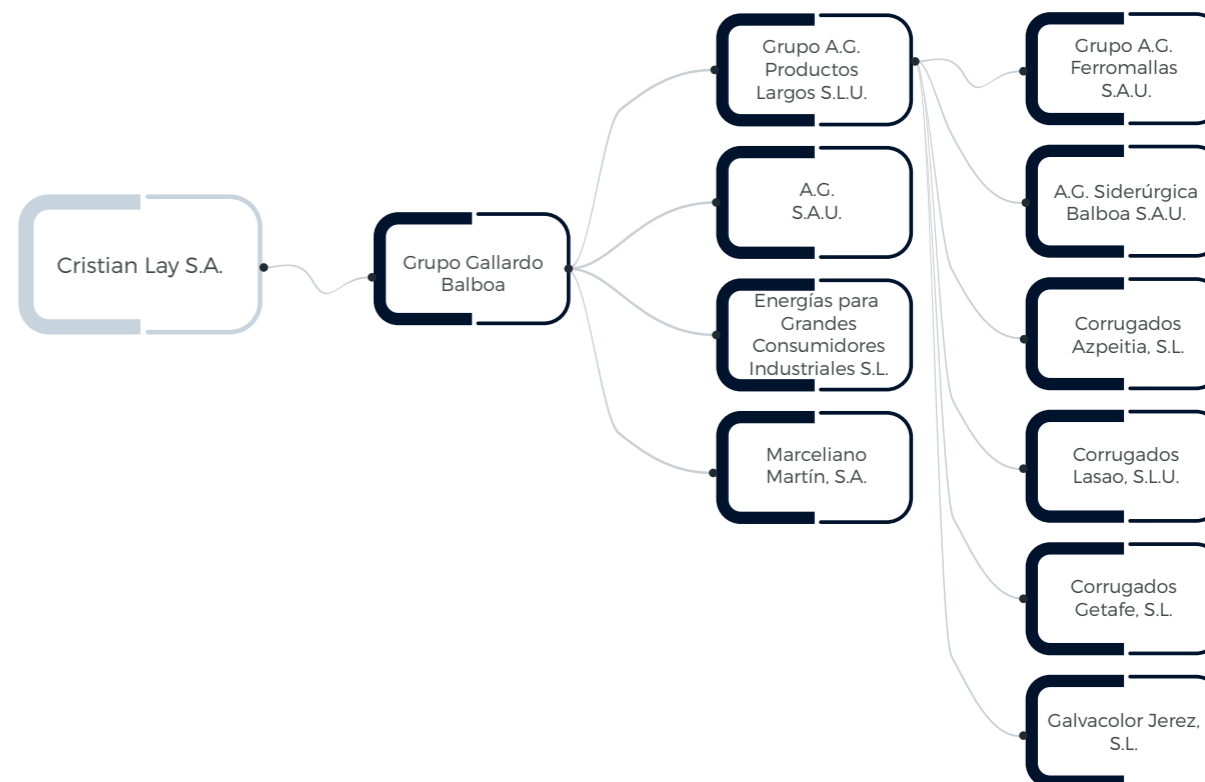 Cristian Lay S.A.
Grupo Gallardo
Balboa
Grupo A.G.
Productos
Largos S.L.U.
A.G.
S.A.U.
Energías para
Grandes
Consumidores
Industriales S.L.
Marceliano
Martín, S.A.
Grupo A.G.
Ferromallas
S.A.U.
A.G. Siderúrgica
Balboa S.A.U.
Corrugados
Azpeitia, S.L.
Corrugados
Lasao, S.L.U.
Corrugados
Getafe, S.L.
Galvacolor Jerez,
S.L.